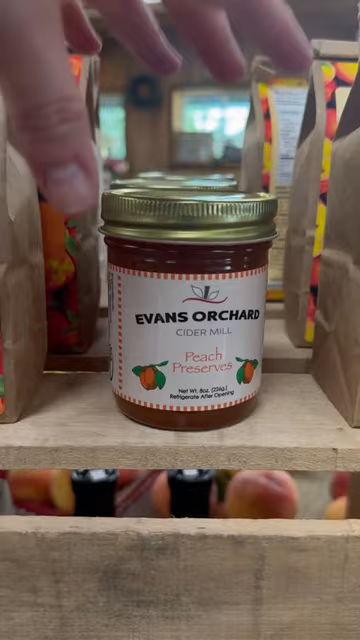 EVANS ORCHARD
CIDER MILL
Peach
Preserves
Net Wt. 8oz. (226g.)
Refrigerate After Opening